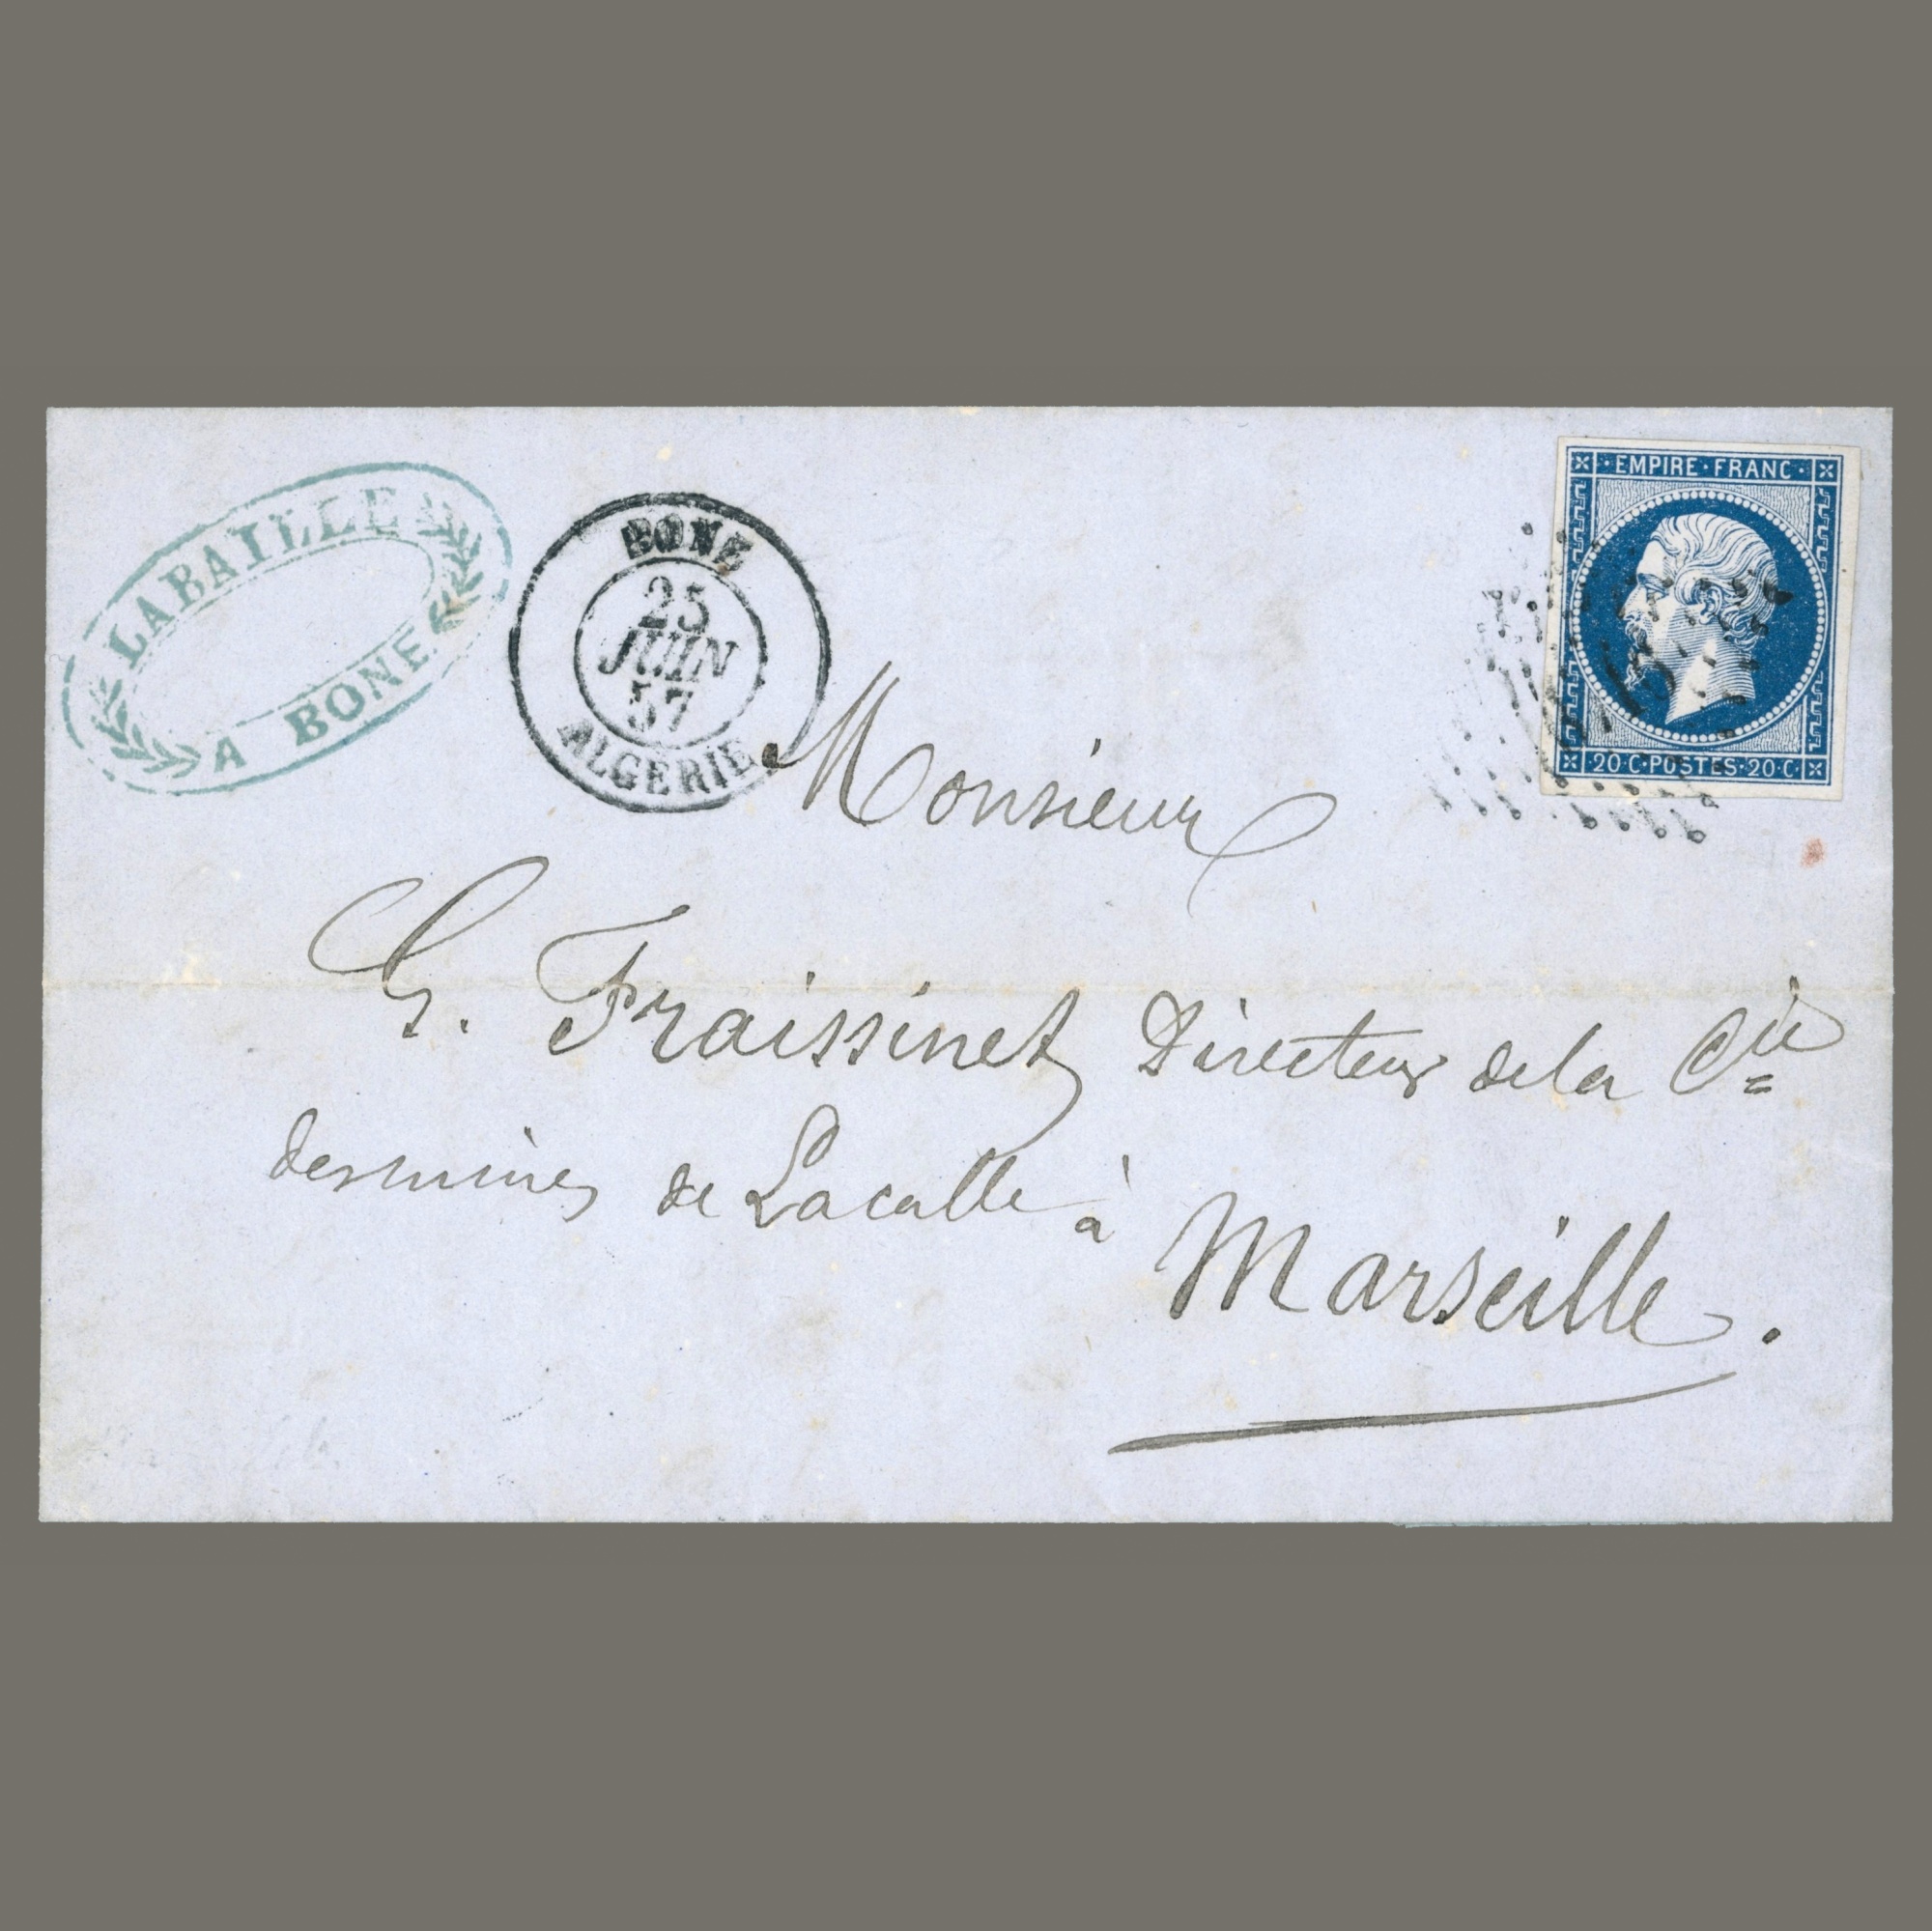 LABAILLE
A BONE
BONE
25
JUIN
57
ALGERIE
EMPIRE·FRANC·
20·C·POSTES·20·C·
Monsieur
G. Fraissinet Directeur de la Cie
des mines de Lacalle à
Marseille.